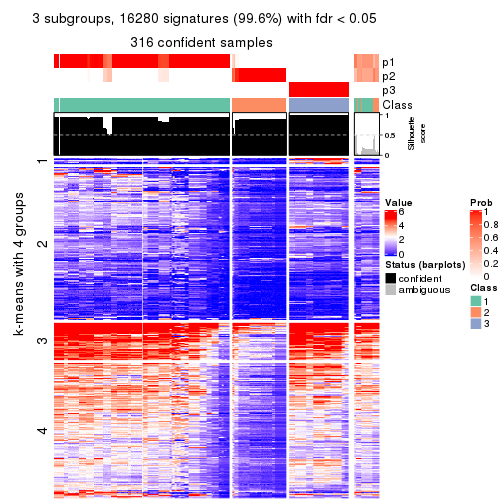 3 subgroups, 16280 signatures (99.6%) with fdr < 0.05
316 confident samples
p1
p2
p3
Class
1
0.5
0
Silhouette
score
k-means with 4 groups
1
2
3
4
Value
6
4
2
0
Status (barplots)
confident
ambiguous
Prob
1
0.8
0.6
0.4
0.2
0
Class
1
2
3